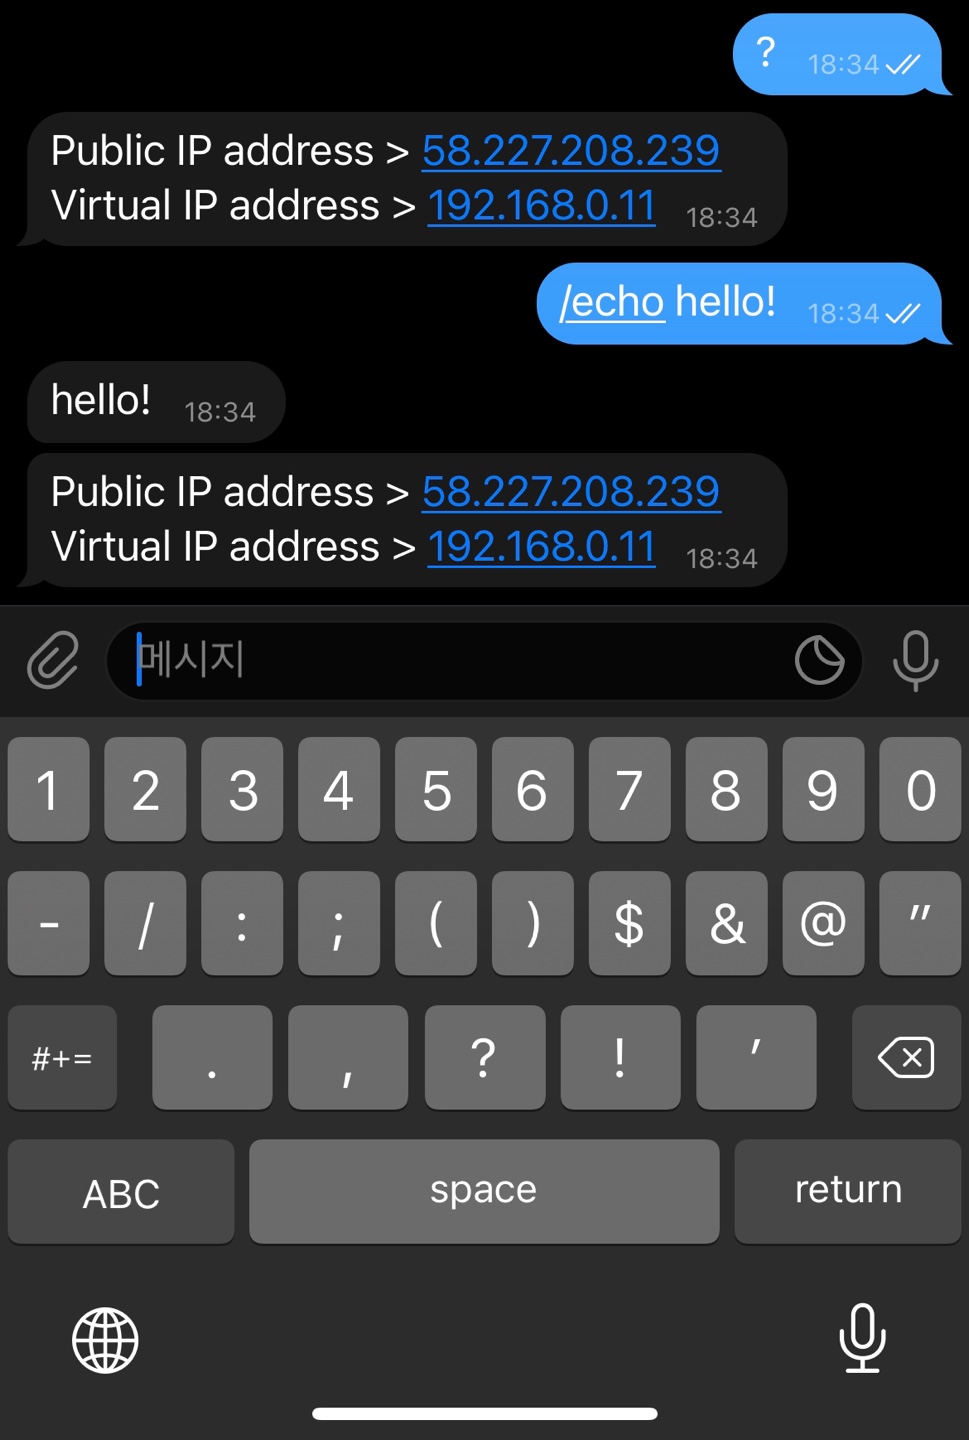 ? 18:34
Public IP address > 58.227.208.239
Virtual IP address > 192.168.0.11 18:34
/echo hello! 18:34
hello! 18:34
Public IP address > 58.227.208.239
Virtual IP address > 192.168.0.11 18:34
메시지
1 2 3 4 5 6 7 8 9 0
- / : ; ( ) $ & @ "
#+= . , ? ! '
ABC space return